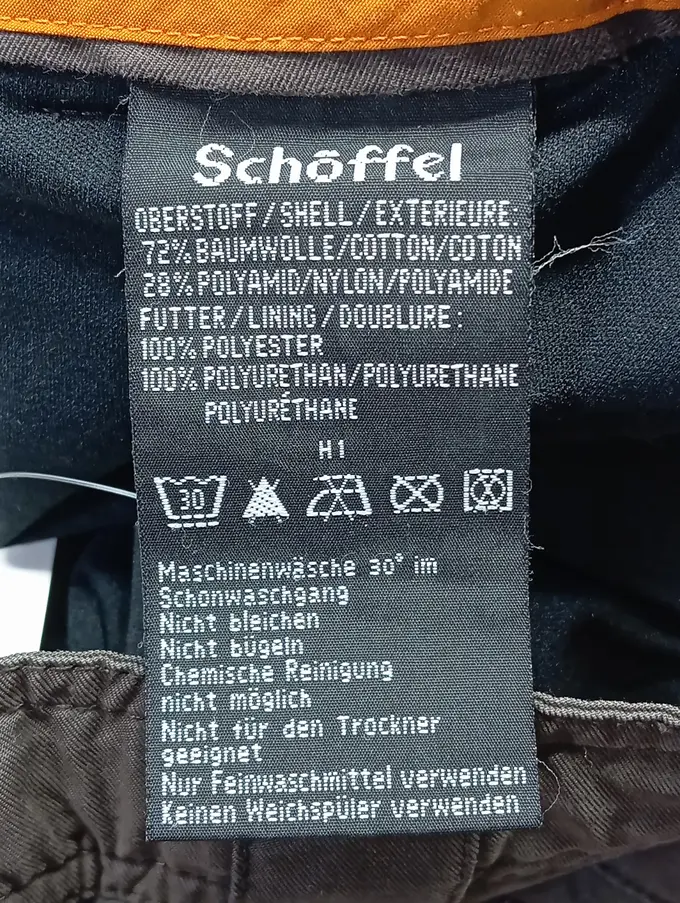 Schöffel
OBERSTOFF/SHELL/EXTERIEURE:
72% BAUMWOLLE/COTTON/COTON
28% POLYAMID/NYLON/POLYAMIDE
FUTTER/LINING/DOUBLURE:
100% POLYESTER
100% POLYURETHAN/POLYURETHANE
POLYURÉTHANE
H1
30
Maschinenwäsche 30° im
Schonwaschgang
Nicht bleichen
Nicht bügeln
Chemische Reinigung
nicht möglich
Nicht für den Trockner
geeignet
Nur Feinwaschmittel verwenden
Keinen Weichspüler verwenden